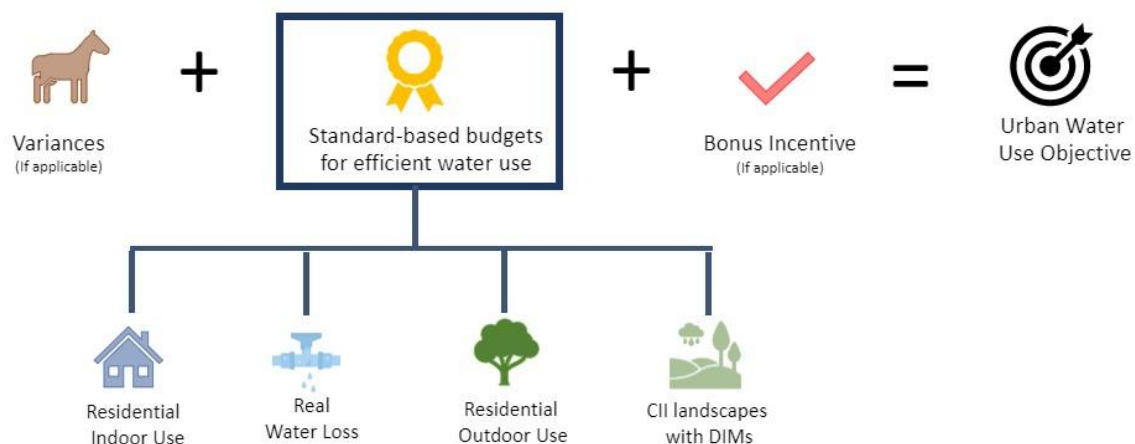 Variances
(If applicable)
+
Standard-based budgets
for efficient water use
+
Bonus Incentive
(If applicable)
=
Urban Water
Use Objective
Residential
Indoor Use
Real
Water Loss
Residential
Outdoor Use
CII landscapes
with DIMs